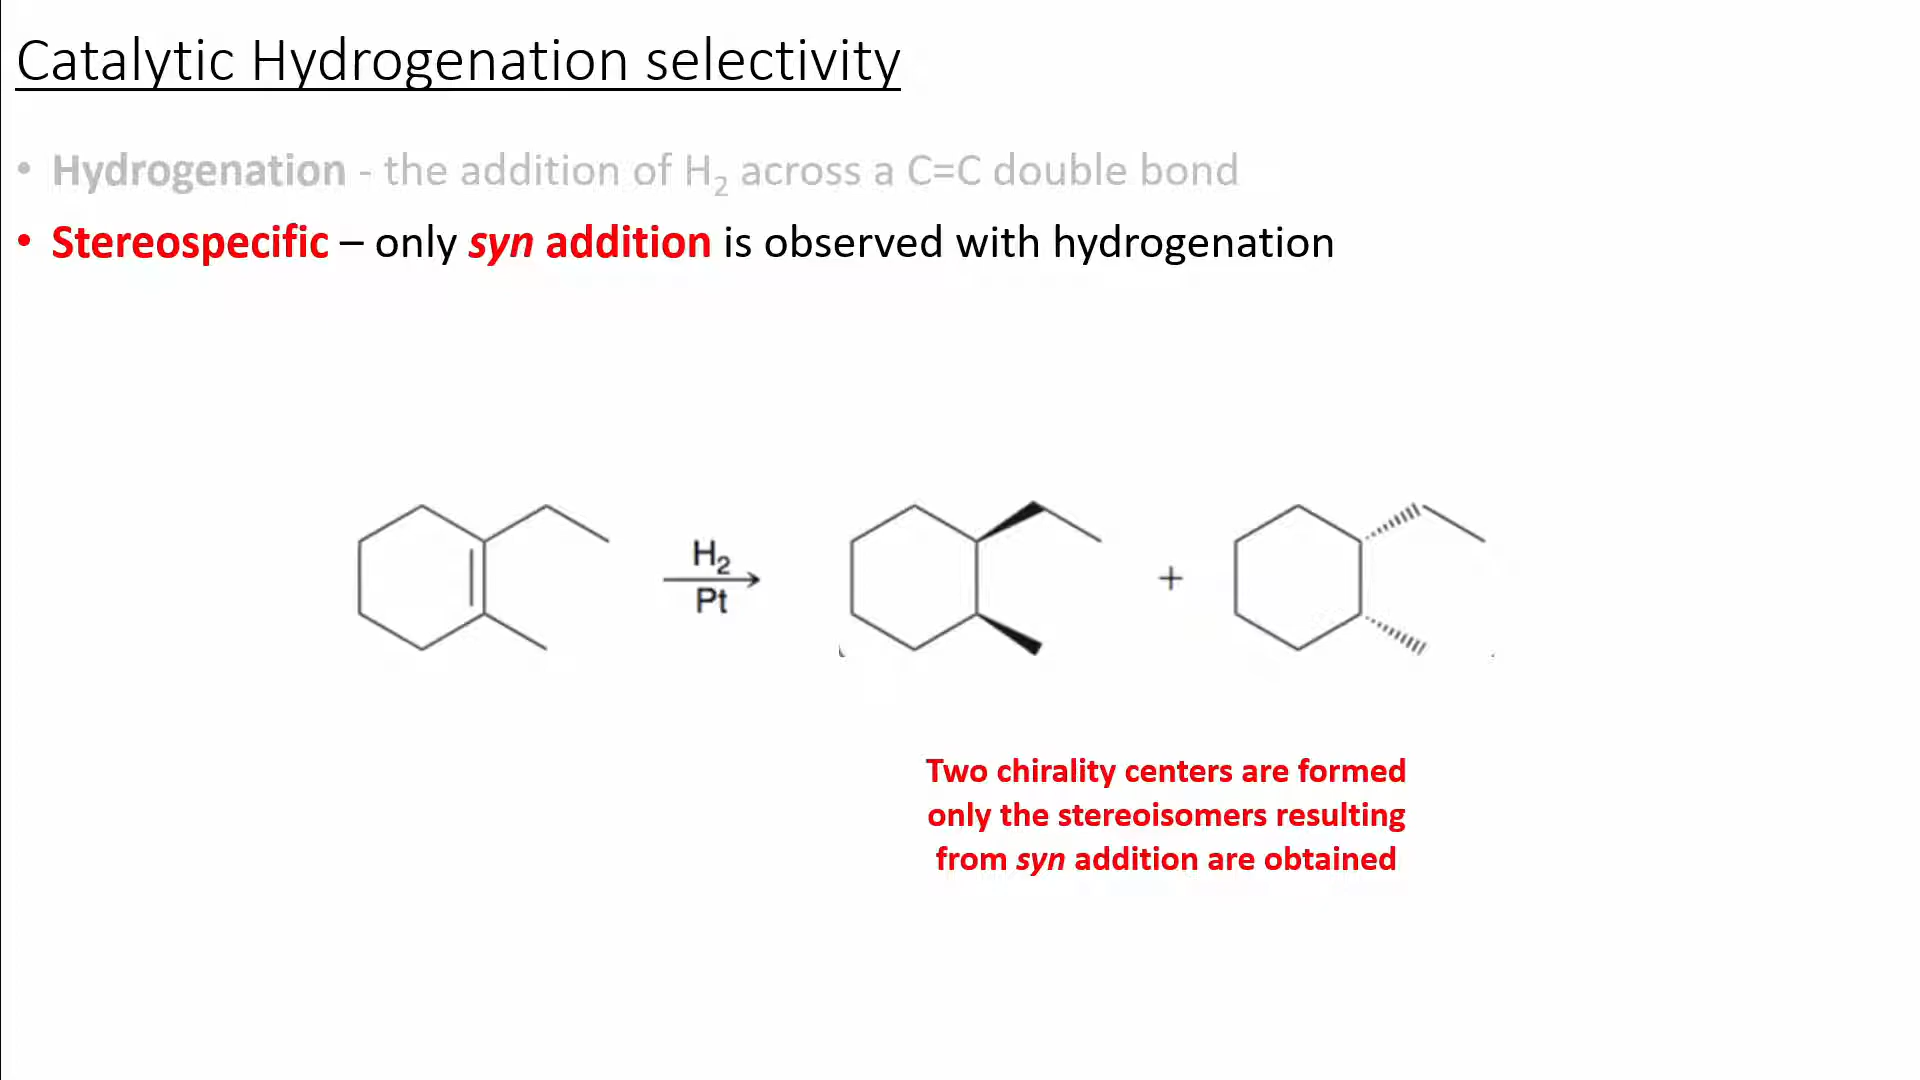 Catalytic Hydrogenation selectivity
• Hydrogenation - the addition of H₂ across a C=C double bond
• Stereospecific – only syn addition is observed with hydrogenation
H₂
Pt
+
Two chirality centers are formed
only the stereoisomers resulting
from syn addition are obtained